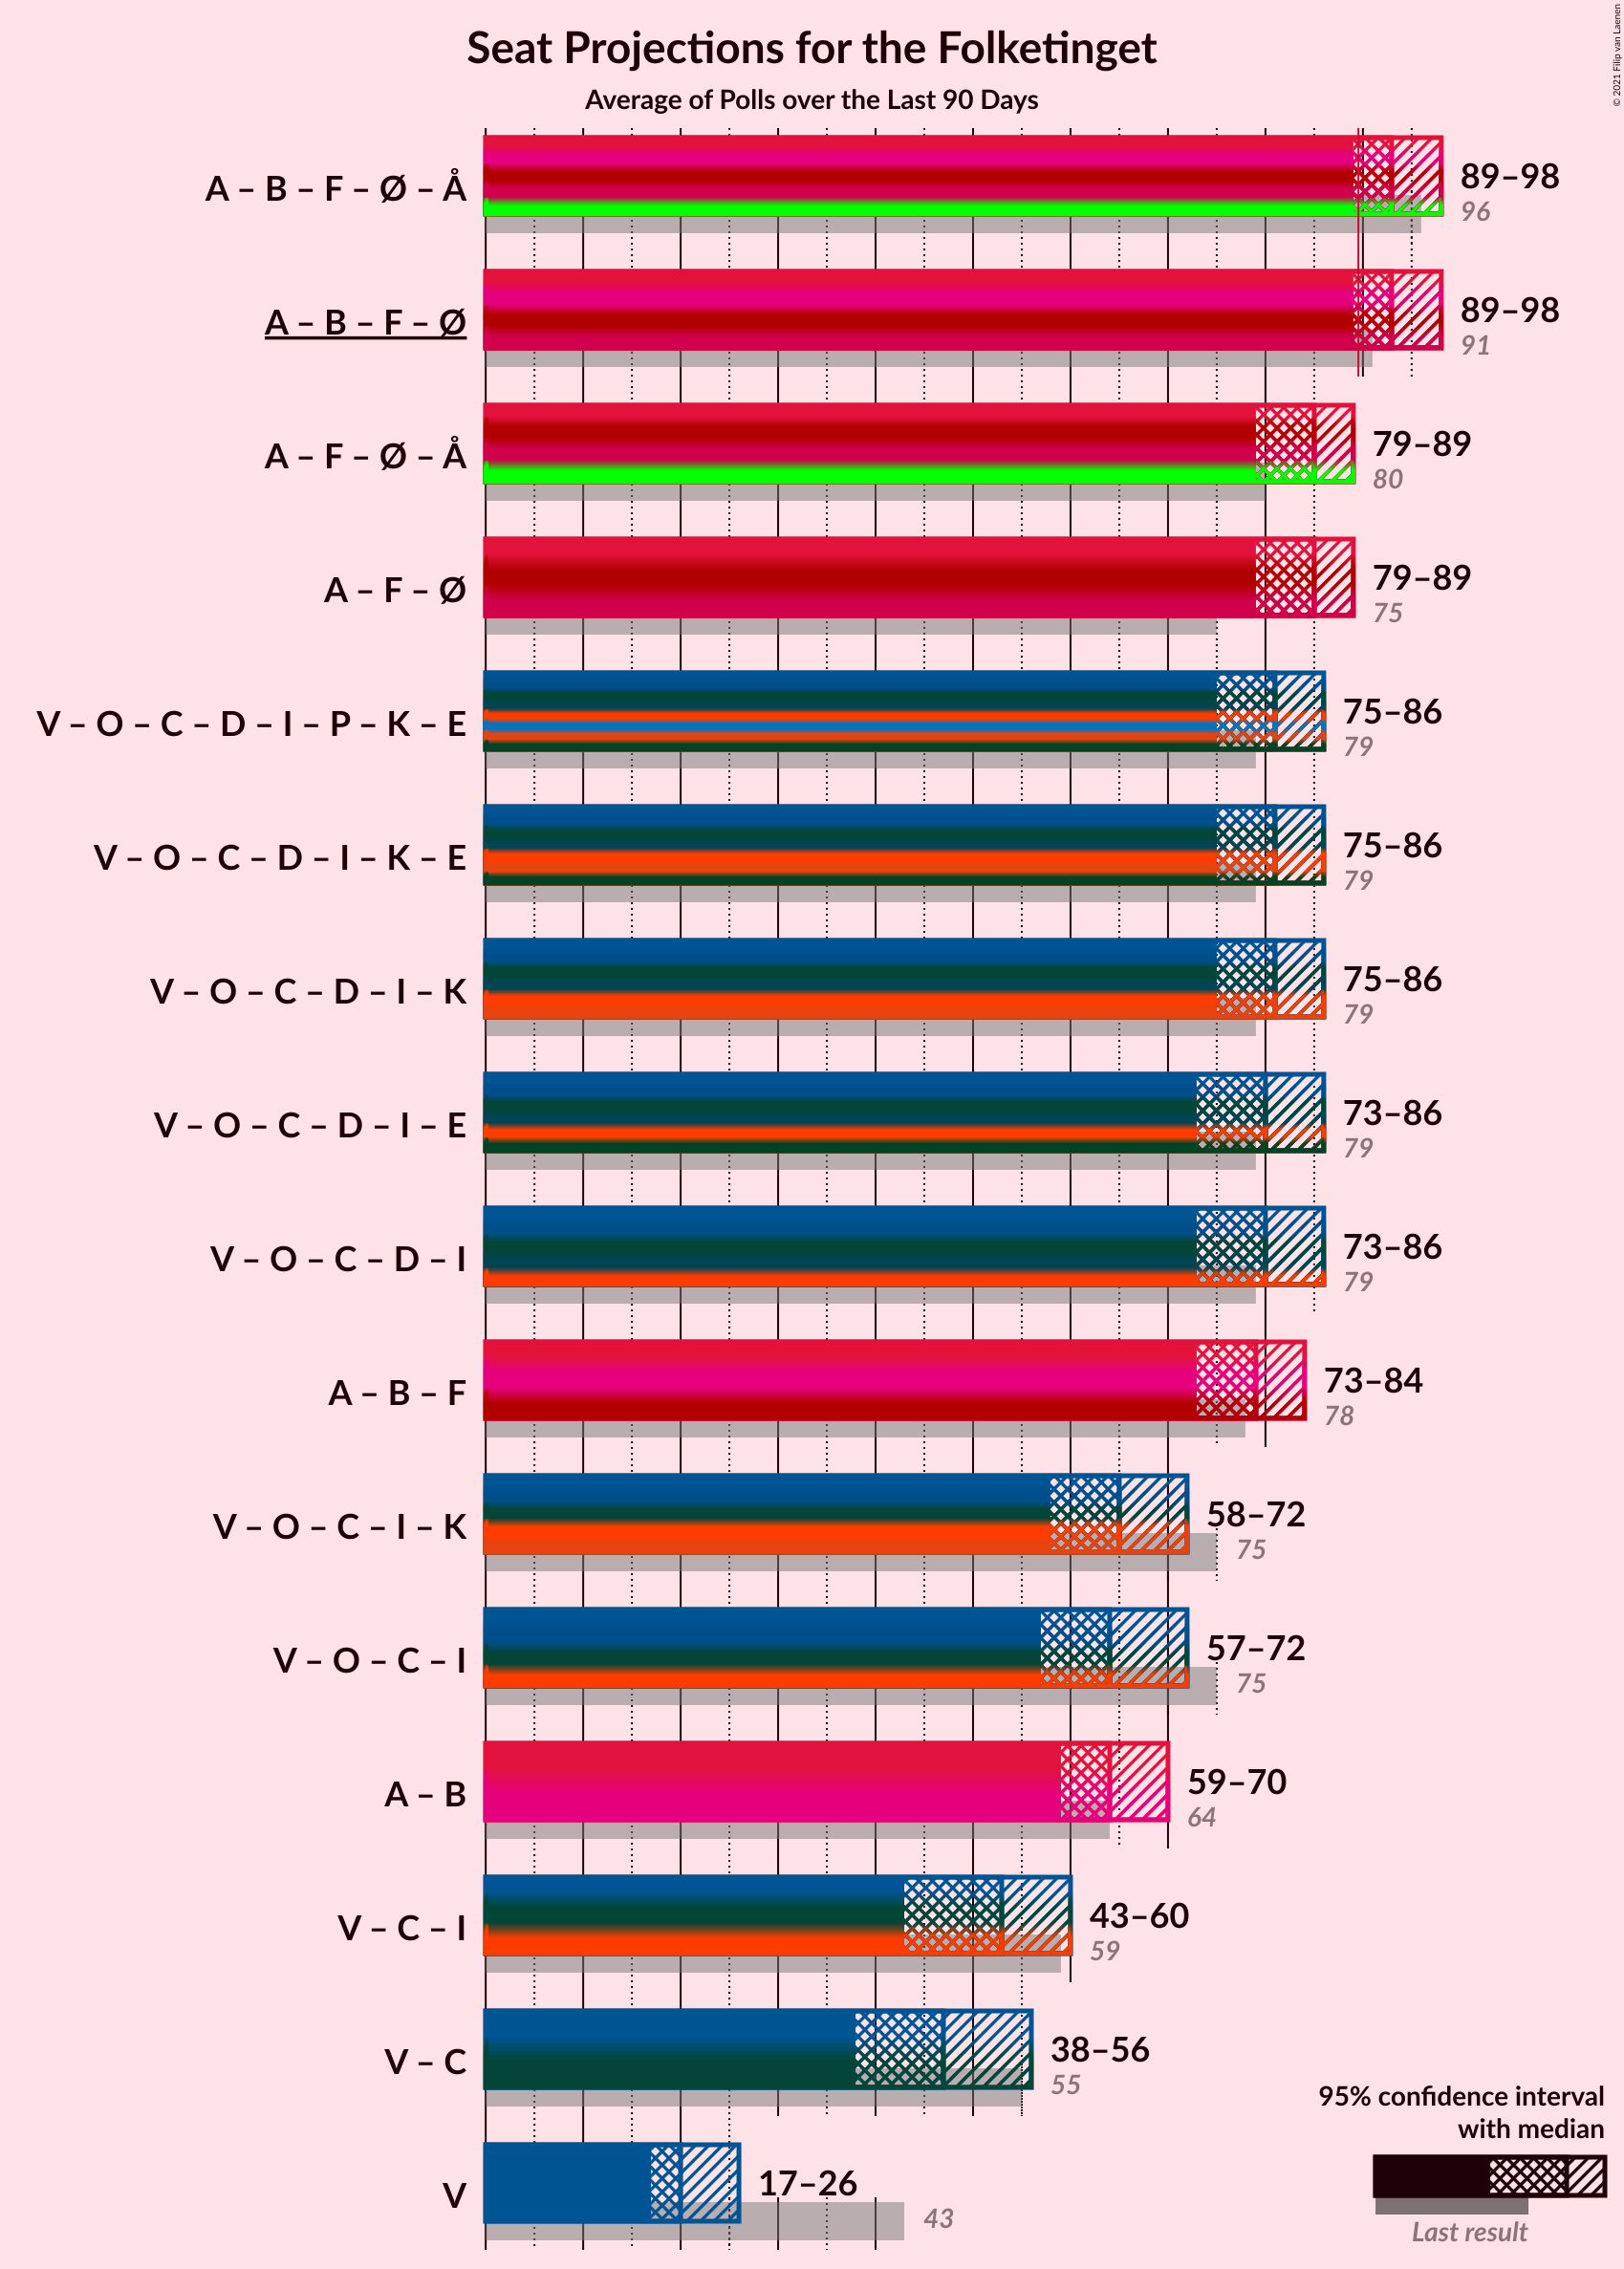 Seat Projections for the Folketinget
Average of Polls over the Last 90 Days
© 2021 Filip van Laenen
A – B – F – Ø – Å
89–98
96
A – B – F – Ø
89–98
91
A – F – Ø – Å
79–89
80
A – F – Ø
79–89
75
V – O – C – D – I – P – K – E
75–86
79
V – O – C – D – I – K – E
75–86
79
V – O – C – D – I – K
75–86
79
V – O – C – D – I – E
73–86
79
V – O – C – D – I
73–86
79
A – B – F
73–84
78
V – O – C – I – K
58–72
75
V – O – C – I
57–72
75
A – B
59–70
64
V – C – I
43–60
59
V – C
38–56
55
V
17–26
43
95% confidence interval
with median
Last result